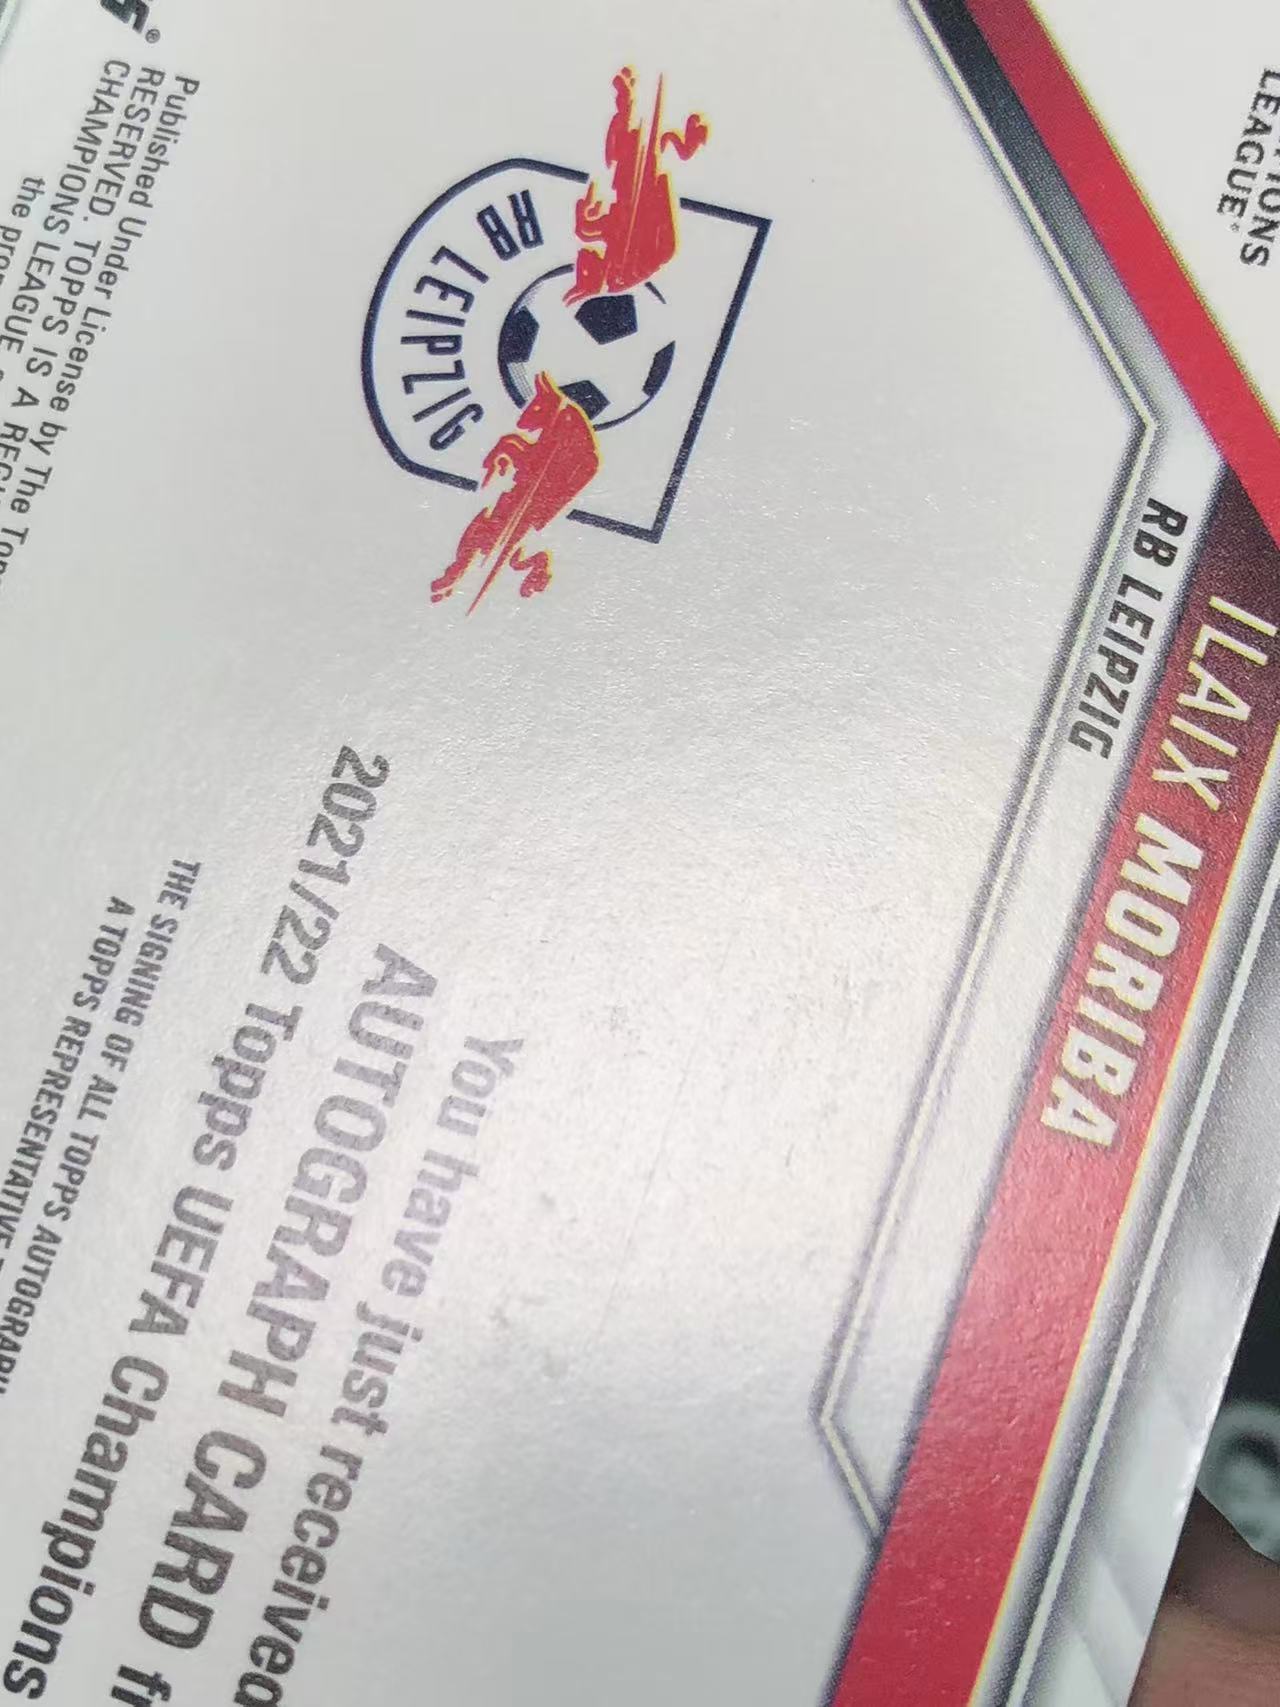 IONS
LEAGUE®
ILAIX MORIBA
RB LEIPZIG
RB LEIPZIG
You have just received
AUTOGRAPH CARD
2021/22 Topps UEFA Champions
THE SIGNING OF ALL TOPPS AUTOGRAPH
A TOPPS REPRESENTATIVE
Published Under License by The
RESERVED. TOPPS IS A
CHAMPIONS LEAGUE
the